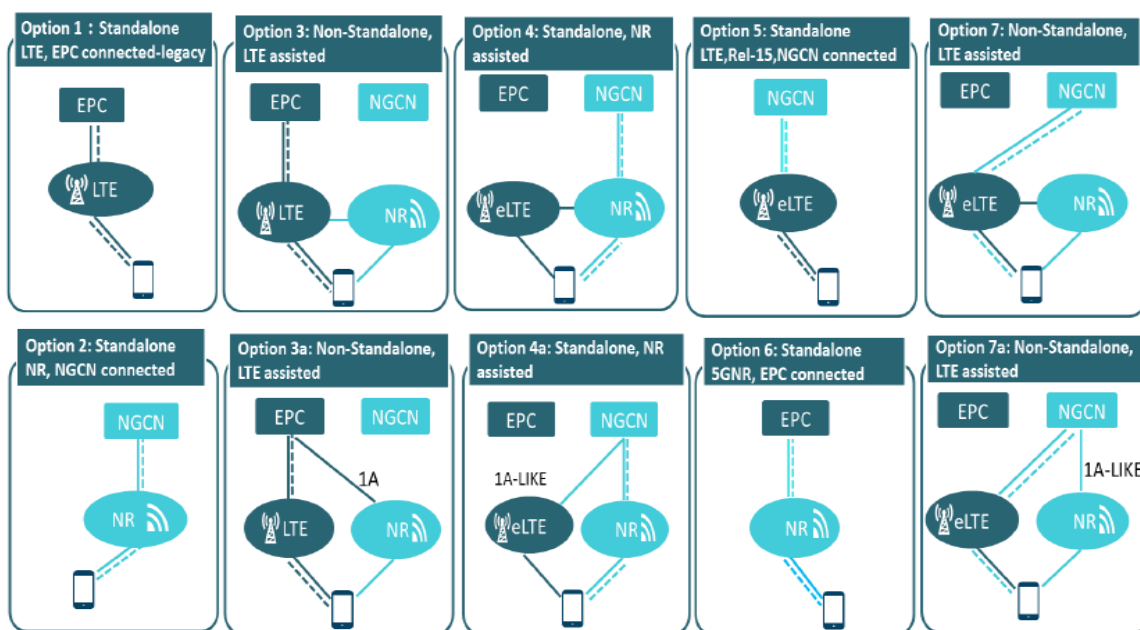 Option 1：Standalone
LTE, EPC connected-legacy
EPC
LTE
Option 3: Non-Standalone,
LTE assisted
EPC
NGCN
LTE
NR
Option 4: Standalone, NR
assisted
EPC
NGCN
eLTE
NR
Option 5: Standalone
LTE,Rel-15,NGCN connected
NGCN
eLTE
Option 7: Non-Standalone,
LTE assisted
EPC
NGCN
eLTE
NR
Option 2: Standalone
NR, NGCN connected
NGCN
NR
Option 3a: Non-Standalone,
LTE assisted
EPC
NGCN
1A
LTE
NR
Option 4a: Standalone, NR
assisted
EPC
NGCN
1A-LIKE
eLTE
NR
Option 6: Standalone
5GNR, EPC connected
EPC
NR
Option 7a: Non-Standalone,
LTE assisted
EPC
NGCN
1A-LIKE
eLTE
NR